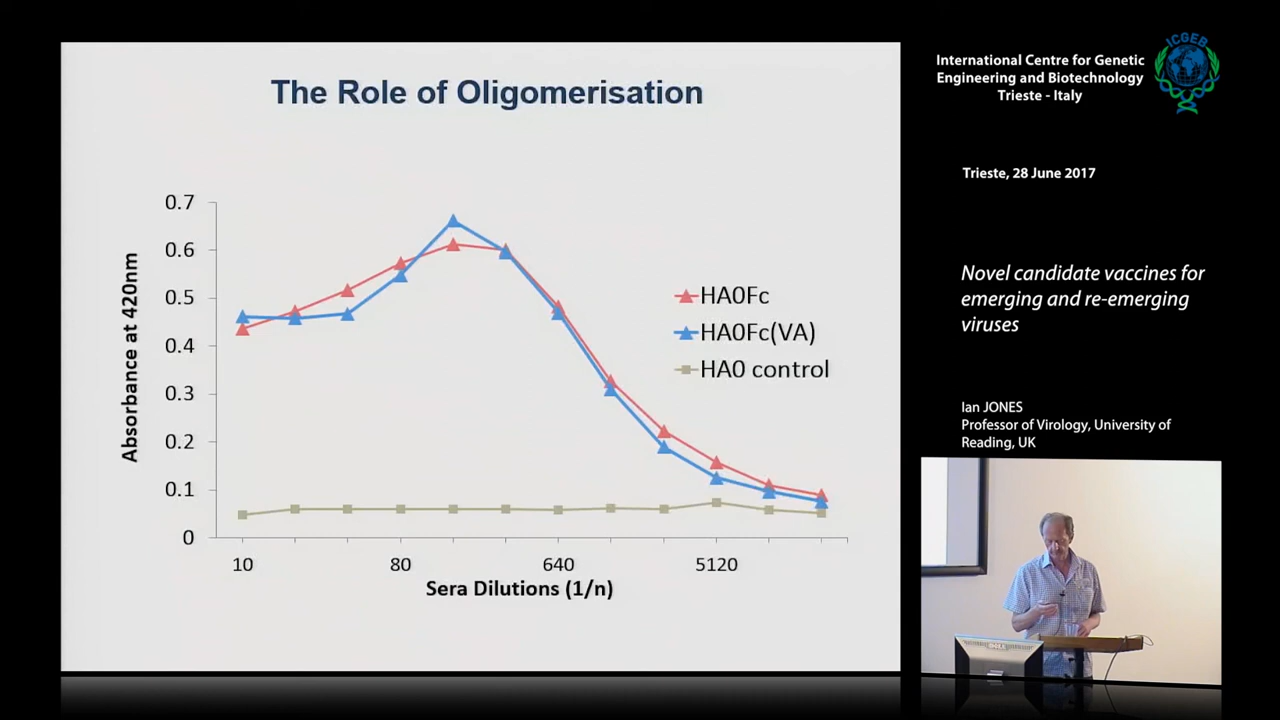 The Role of Oligomerisation
0.7
0.6
0.5
0.4
0.3
0.2
0.1
0
Absorbance at 420nm
10
80
640
5120
Sera Dilutions (1/n)
HA0Fc
HA0Fc(VA)
HA0 control
International Centre for Genetic
Engineering and Biotechnology
Trieste - Italy
ICGEB
Trieste, 28 June 2017
Novel candidate vaccines for
emerging and re-emerging
viruses
Ian JONES
Professor of Virology, University of
Reading, UK